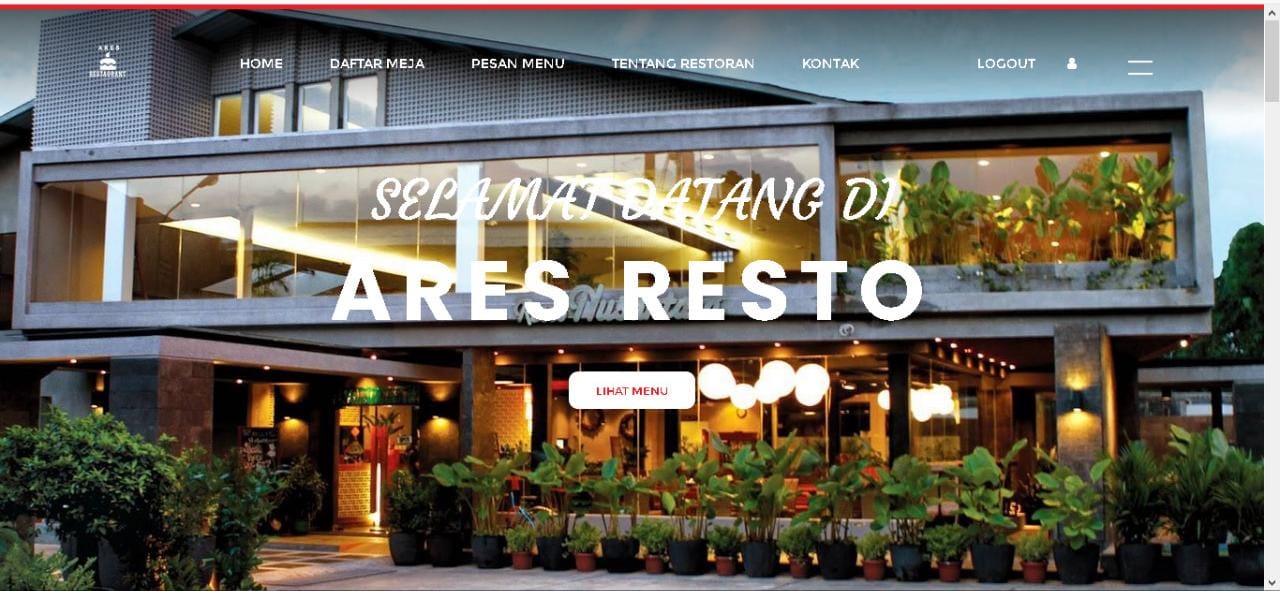 ARES
RESTAURANT
HOME
DAFTAR MEJA
PESAN MENU
TENTANG RESTORAN
KONTAK
LOGOUT
SELAMAT DATANG DI
ARES RESTO
LIHAT MENU